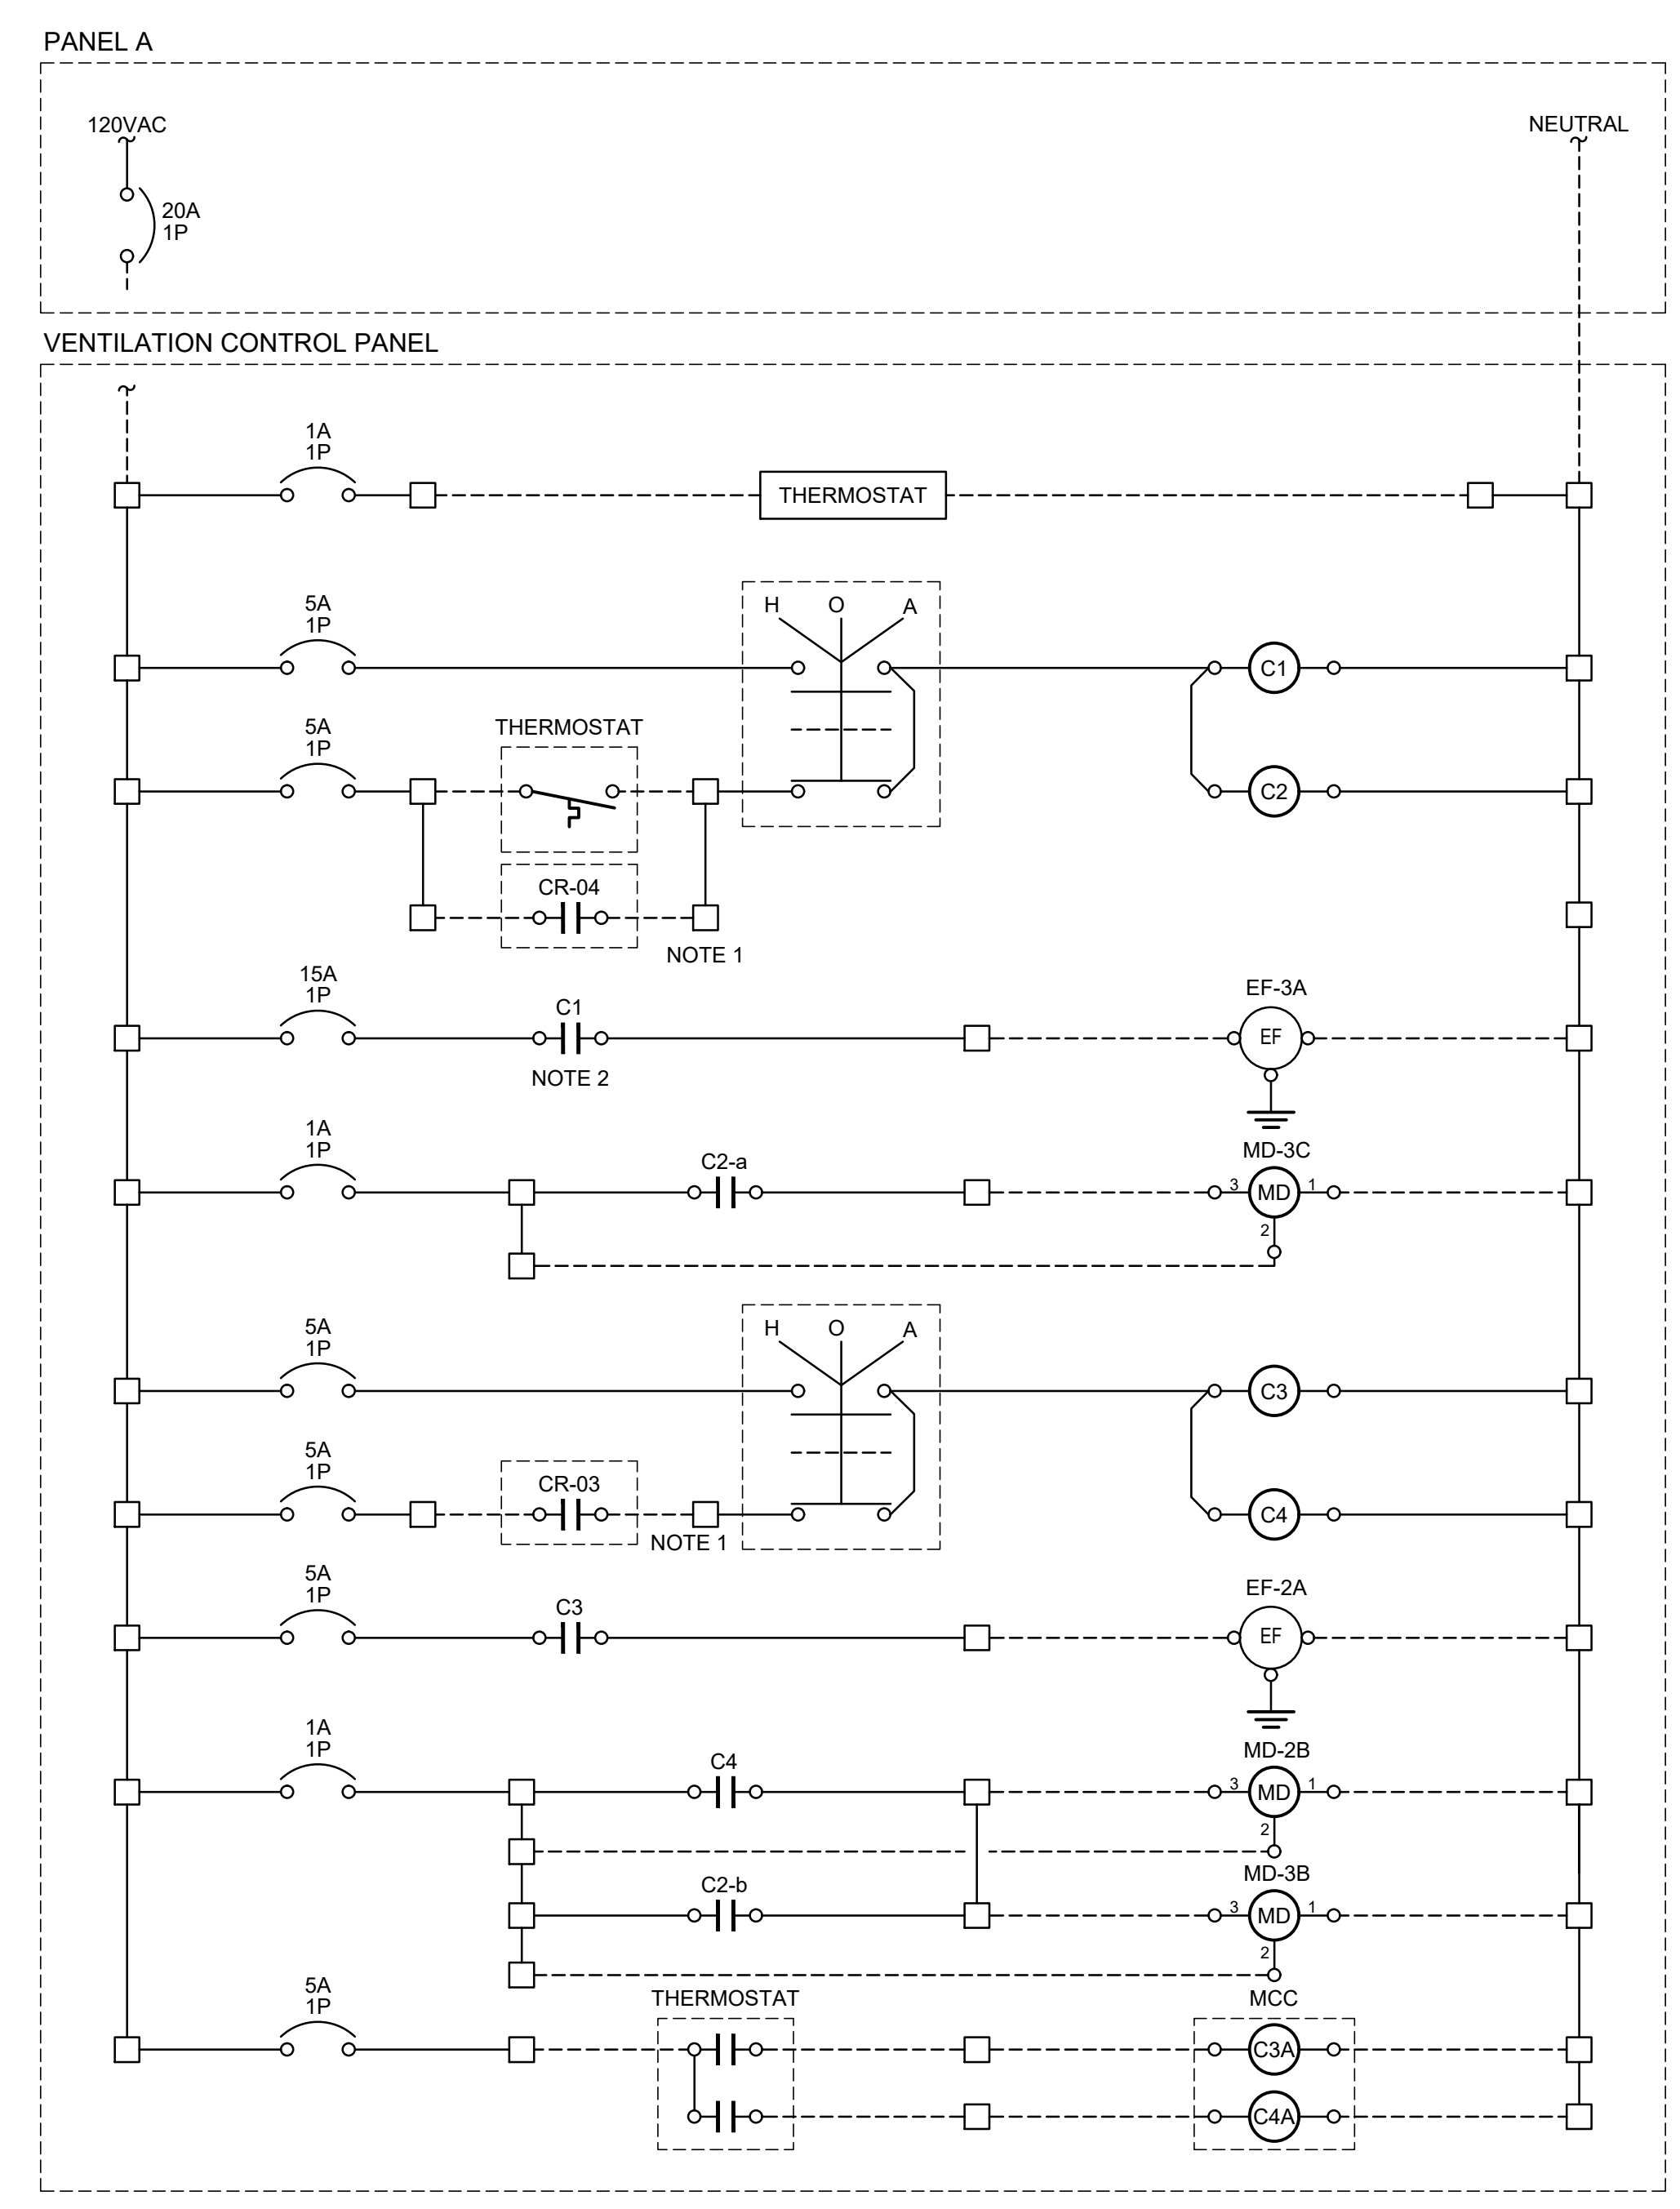 PANEL A
120VAC
NEUTRAL
20A
1P
VENTILATION CONTROL PANEL
1A
1P
THERMOSTAT
5A
1P
H O A
C1
5A
1P
THERMOSTAT
C2
CR-04
NOTE 1
15A
1P
C1
NOTE 2
EF-3A
EF
1A
1P
C2-a
MD-3C
3 MD 1
2
5A
1P
H O A
C3
5A
1P
CR-03
NOTE 1
C4
5A
1P
C3
EF-2A
EF
1A
1P
C4
MD-2B
3 MD 1
2
C2-b
MD-3B
3 MD 1
2
5A
1P
THERMOSTAT
MCC
C3A
C4A